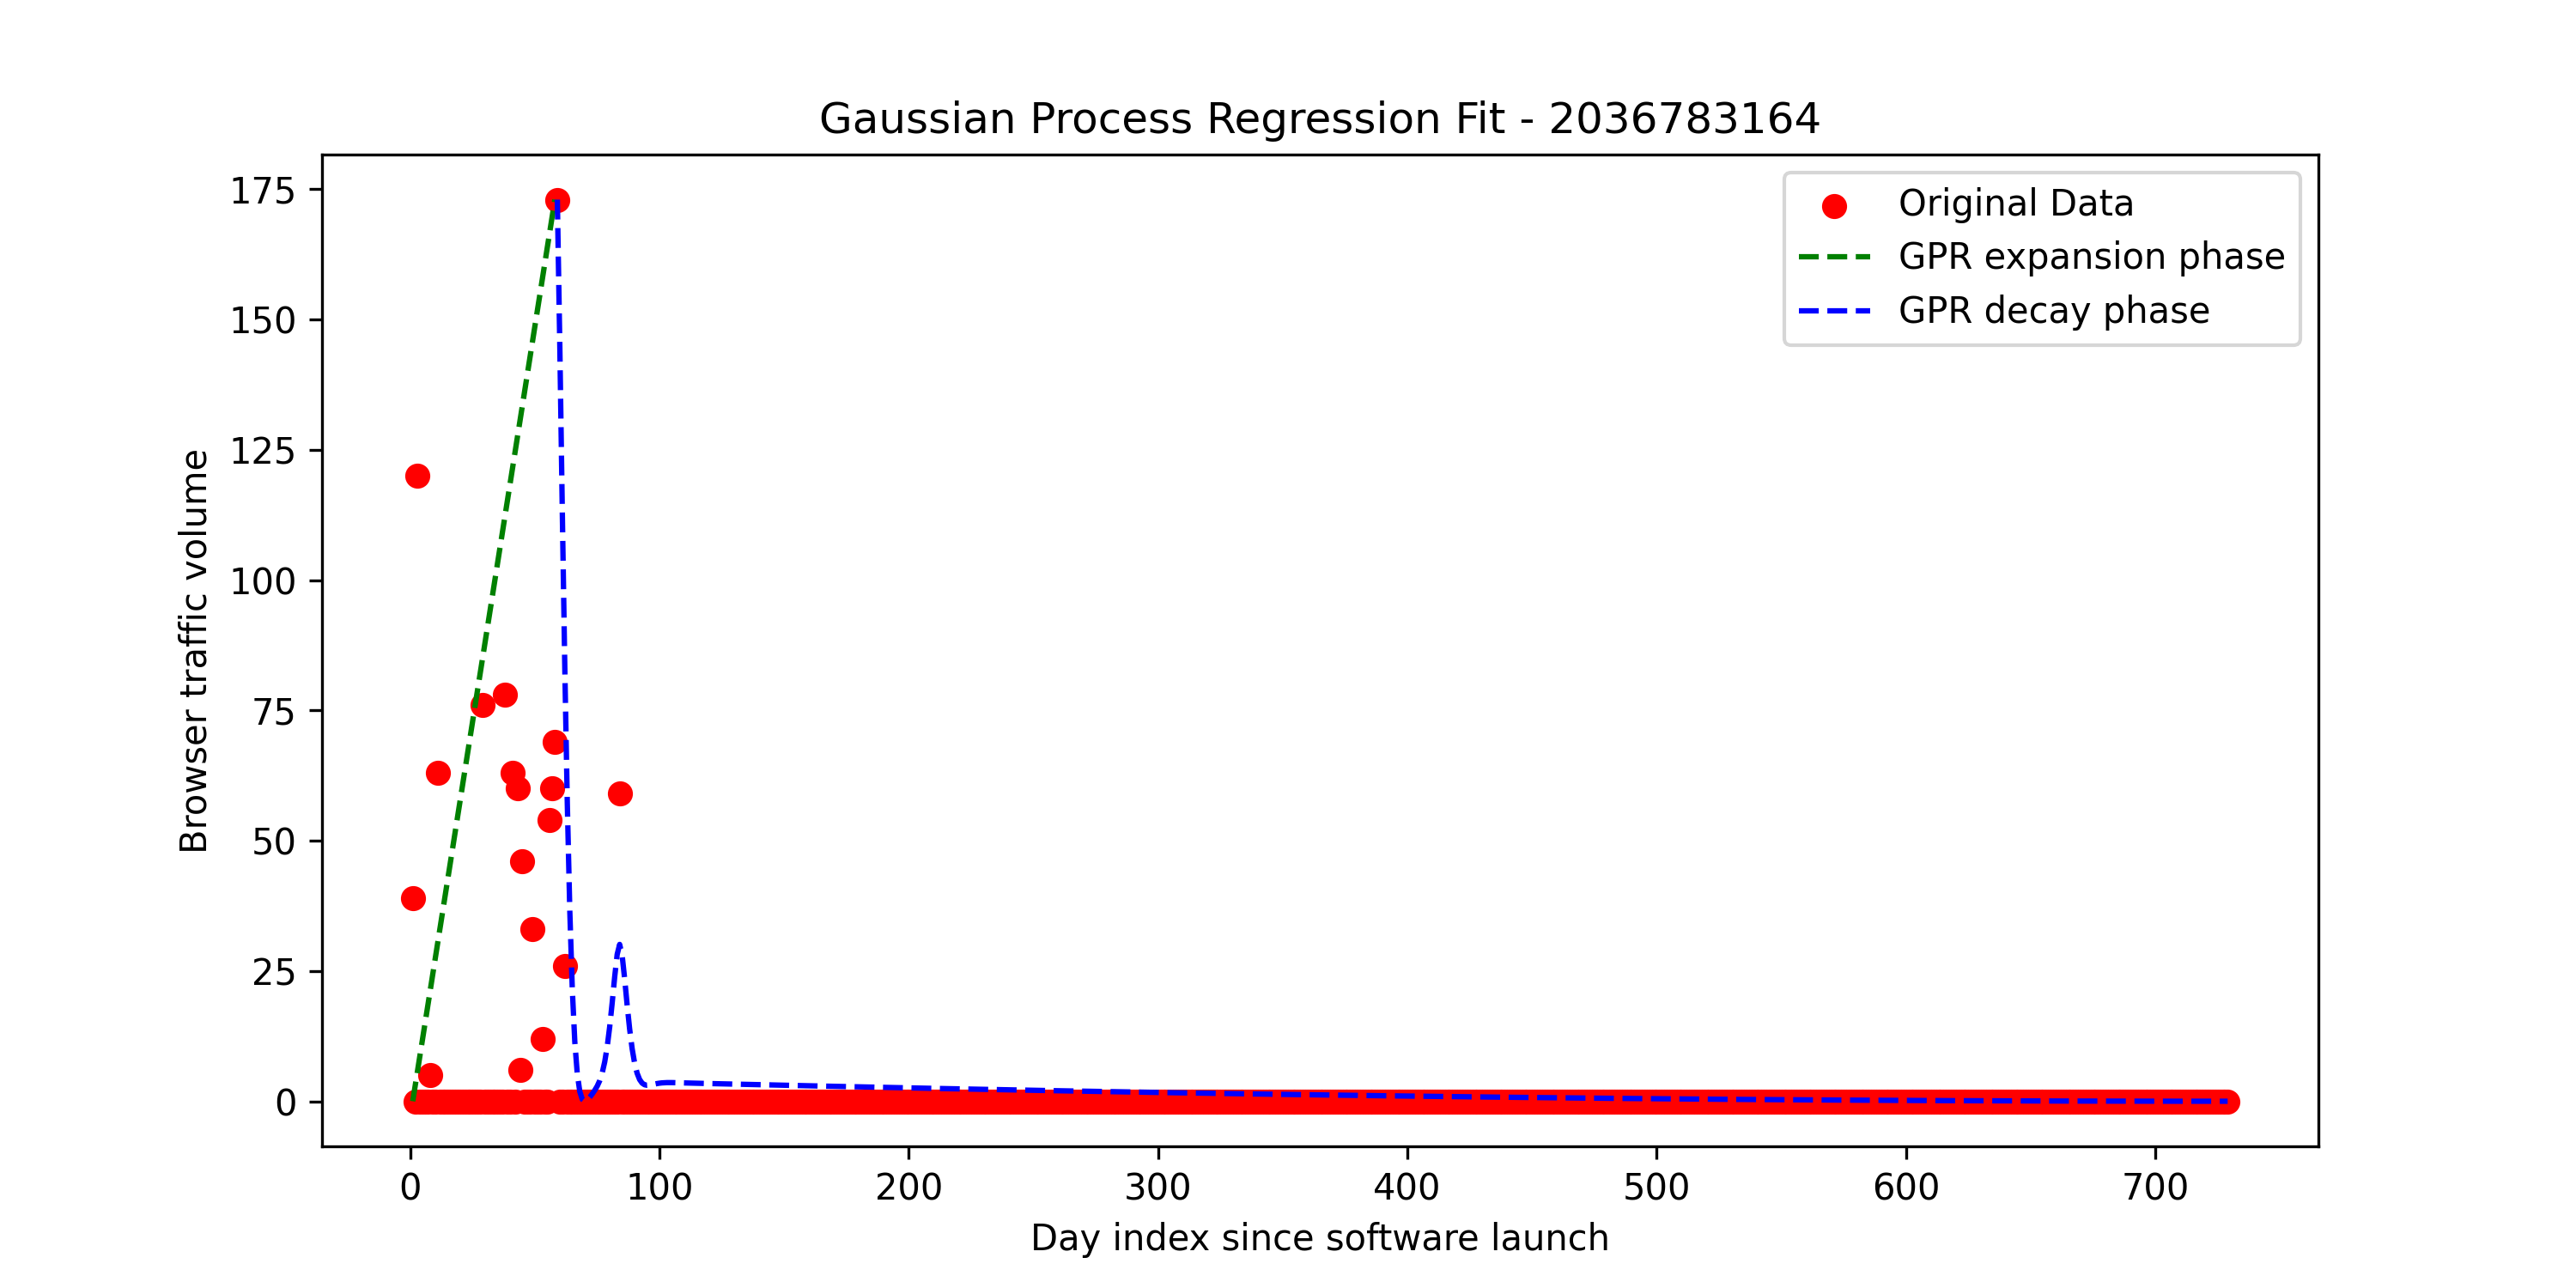 Gaussian Process Regression Fit - 2036783164
Original Data
GPR expansion phase
GPR decay phase
Browser traffic volume
175
150
125
100
75
50
25
0
0 100 200 300 400 500 600 700
Day index since software launch